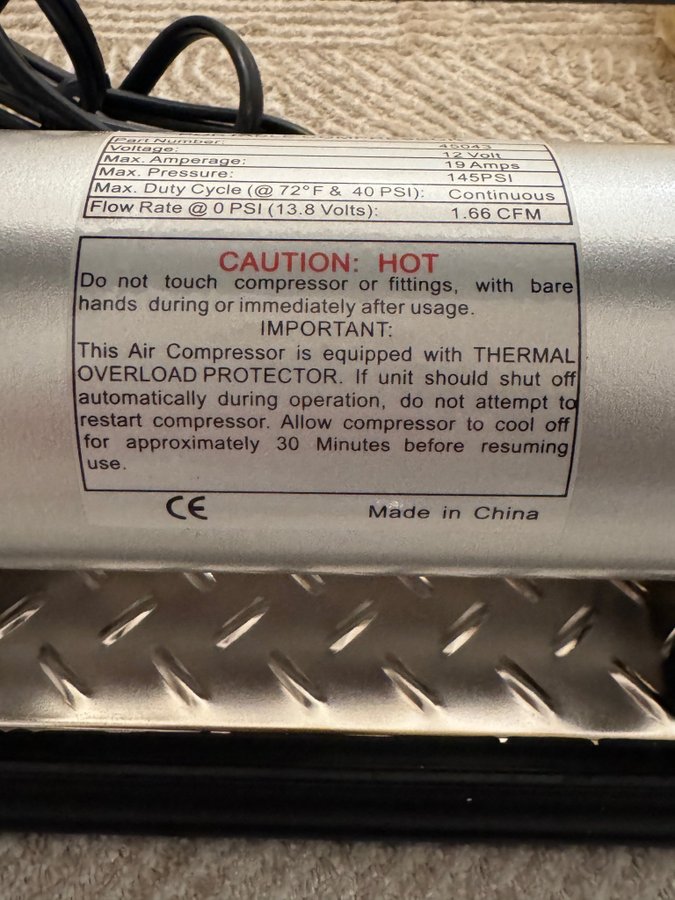 Part Number: 45043
Voltage: 12 Volt
Max. Amperage: 19 Amps
Max. Pressure: 145PSI
Max. Duty Cycle (@ 72°F & 40 PSI): Continuous
Flow Rate @ 0 PSI (13.8 Volts): 1.66 CFM
CAUTION: HOT
Do not touch compressor or fittings, with bare
hands during or immediately after usage.
IMPORTANT:
This Air Compressor is equipped with THERMAL
OVERLOAD PROTECTOR. If unit should shut off
automatically during operation, do not attempt to
restart compressor. Allow compressor to cool off
for approximately 30 Minutes before resuming
use.
CE Made in China